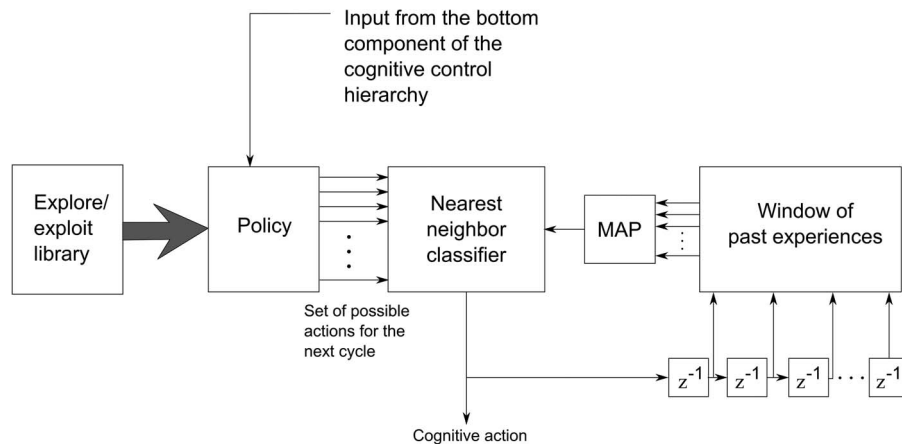 Input from the bottom
component of the
cognitive control
hierarchy
Explore/
exploit
library
Policy
Nearest
neighbor
classifier
MAP
Window of
past experiences
Set of possible
actions for the
next cycle
z-1
z-1
z-1
z-1
Cognitive action